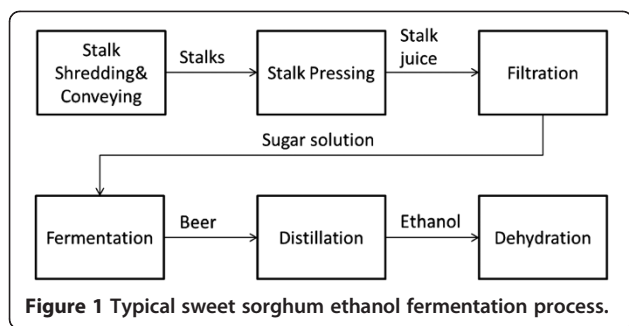 Stalk
Shredding&
Conveying
Stalks
Stalk Pressing
Stalk
juice
Filtration
Sugar solution
Fermentation
Beer
Distillation
Ethanol
Dehydration
Figure 1 Typical sweet sorghum ethanol fermentation process.